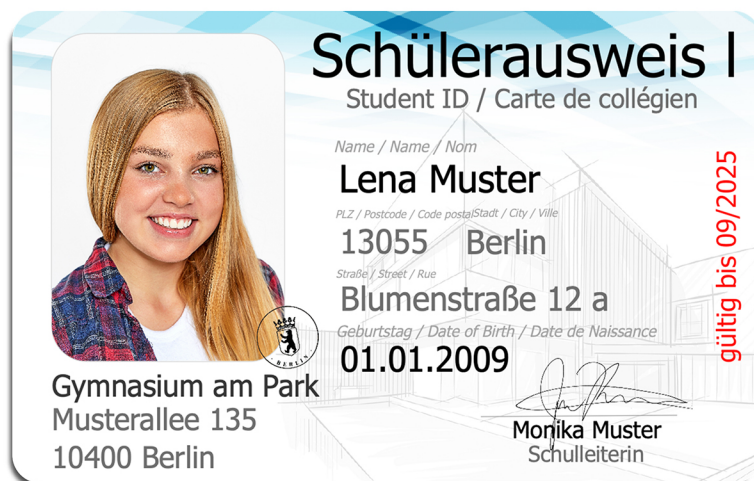 Schülerausweis I
Student ID / Carte de collégien
Name / Name / Nom
Lena Muster
PLZ / Postcode / Code postal Stadt / City / Ville
13055 Berlin
Straße / Street / Rue
Blumenstraße 12 a
Geburtstag / Date of Birth / Date de Naissance
01.01.2009
gültig bis 09/2025
BERLIN
Gymnasium am Park
Musterallee 135
10400 Berlin
Monika Muster
Schulleiterin